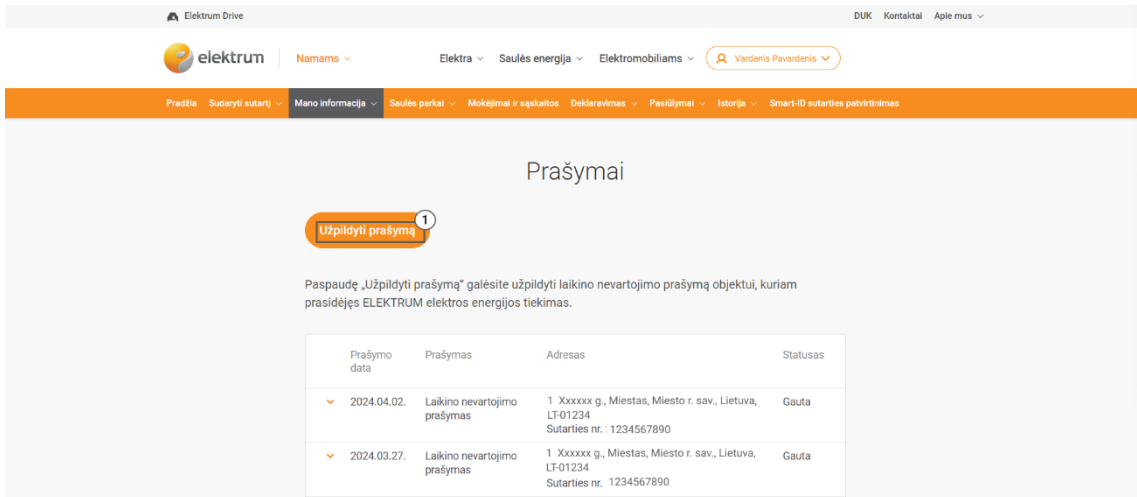 Elektrum Drive
DUK Kontaktai Apie mus
elektrum
Namams
Elektra Saulės energija Elektromobiliams Vardenis Pavardenis
Pradžia Sudaryti sutartį Mano informacija Saulės parkai Mokėjimai ir sąskaitos Deklaravimas Pasiūlymai Istorija Smart-ID sutarties patvirtinimas
Prašymai
1
Užpildyti prašymą
Paspaudę „Užpildyti prašymą“ galėsite užpildyti laikino nevartojimo prašymą objektui, kuriam
prasidėjęs ELEKTRUM elektros energijos tiekimas.
Prašymo
data
Prašymas
Adresas
Statusas
2024.04.02.
Laikino nevartojimo
prašymas
1 Xxxxxx g., Miestas, Miesto r. sav., Lietuva,
LT-01234
Sutarties nr. : 1234567890
Gauta
2024.03.27.
Laikino nevartojimo
prašymas
1 Xxxxxx g., Miestas, Miesto r. sav., Lietuva,
LT-01234
Sutarties nr. 1234567890
Gauta